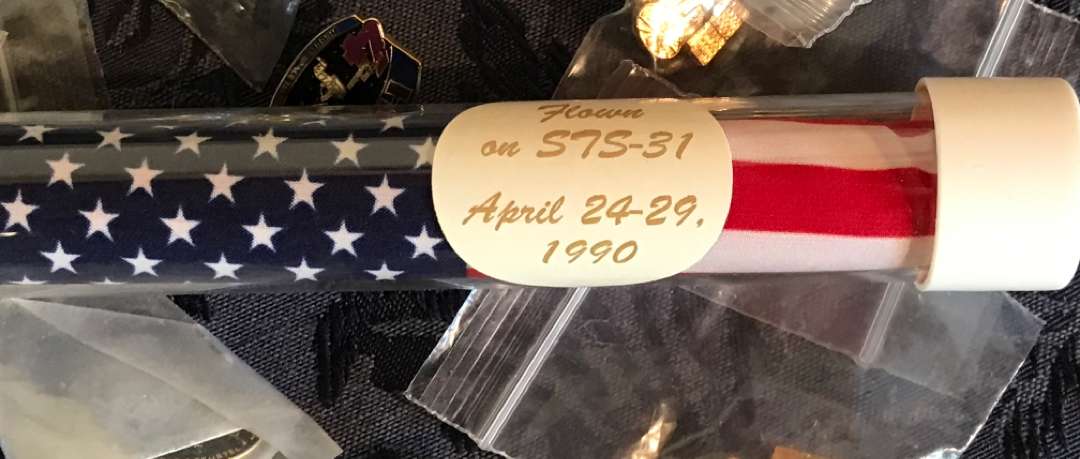 Flown
on STS-31
April 24-29,
1990